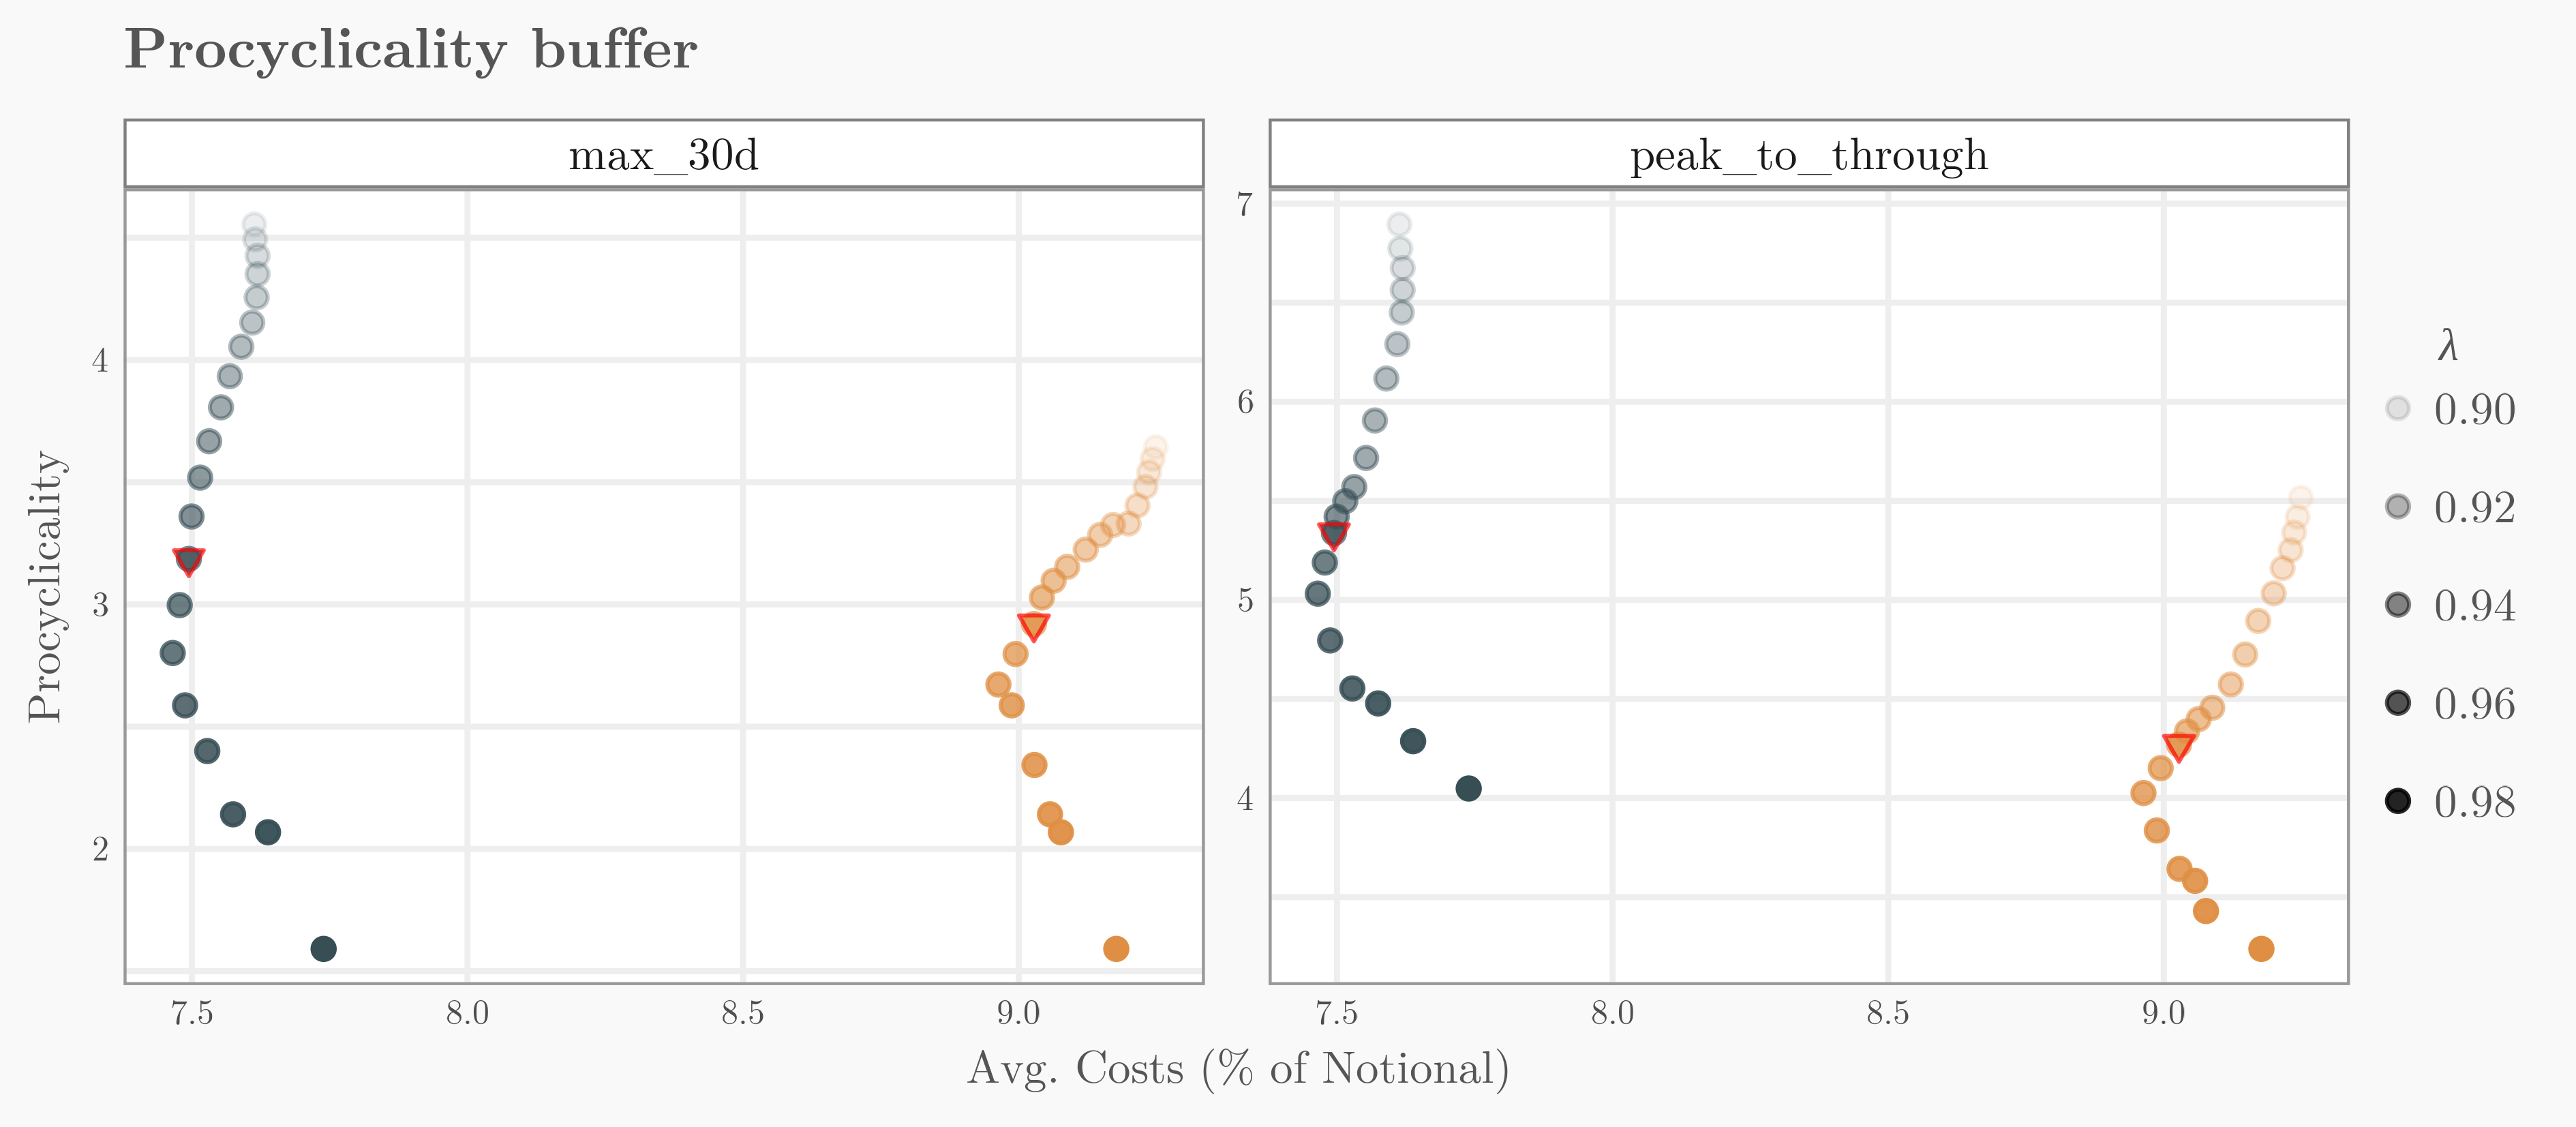 Procyclicality buffer
max_30d
peak_to_through
Procyclicality
4
3
2
7
6
5
4
7.5 8.0 8.5 9.0
7.5 8.0 8.5 9.0
Avg. Costs (% of Notional)
λ
0.90
0.92
0.94
0.96
0.98